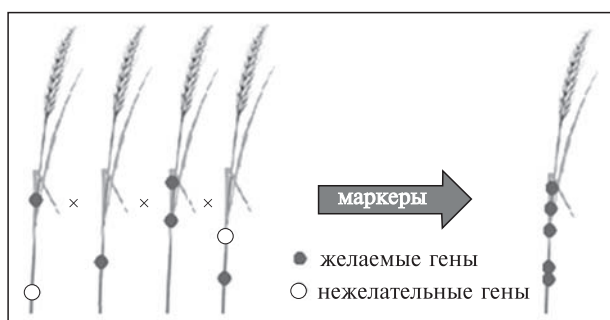 × × ×
маркеры
желаемые гены
нежелательные гены